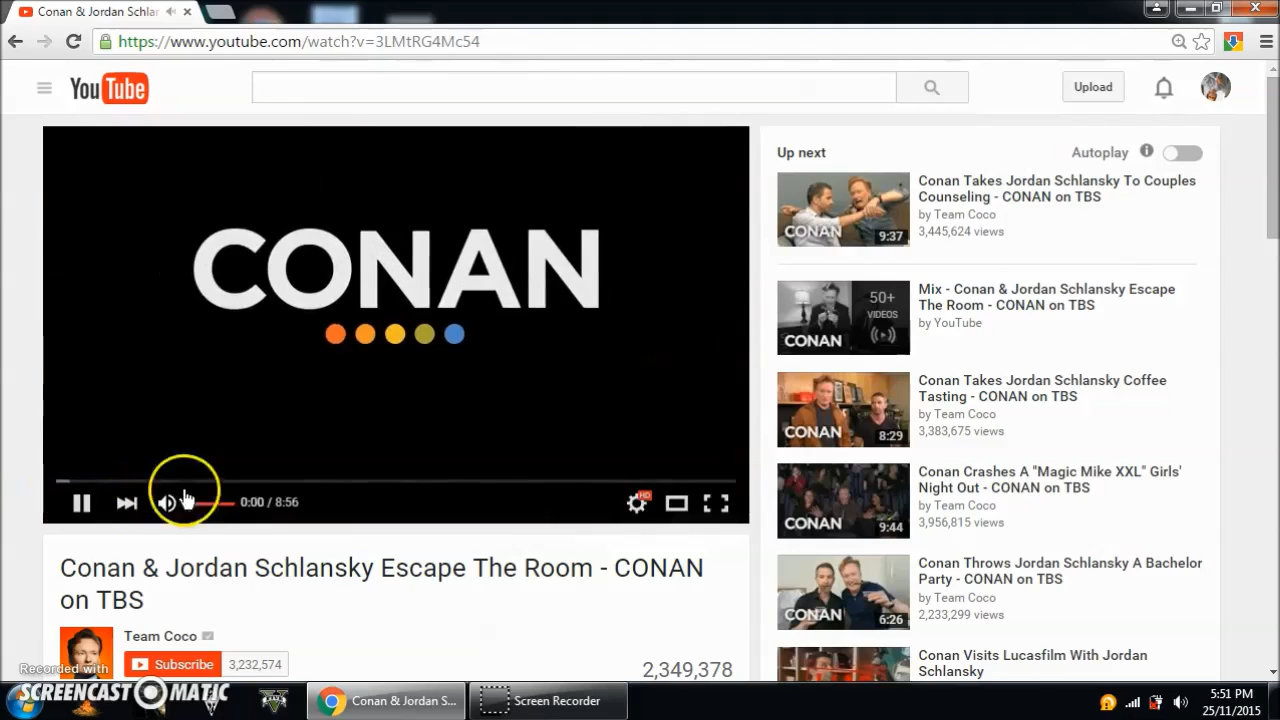 Conan & Jordan Schlar
https://www.youtube.com/watch?v=3LMtRG4Mc54
YouTube
Upload
CONAN
0:00 / 8:56
HD
Conan & Jordan Schlansky Escape The Room - CONAN
on TBS
Team Coco
Subscribe 3,232,574
2,349,378
Up next
Autoplay
CONAN
9:37
Conan Takes Jordan Schlansky To Couples
Counseling - CONAN on TBS
by Team Coco
3,445,624 views
50+
VIDEOS
CONAN
Mix - Conan & Jordan Schlansky Escape
The Room - CONAN on TBS
by YouTube
CONAN
8:29
Conan Takes Jordan Schlansky Coffee
Tasting - CONAN on TBS
by Team Coco
3,383,675 views
CONAN
9:44
Conan Crashes A "Magic Mike XXL" Girls'
Night Out - CONAN on TBS
by Team Coco
3,956,815 views
CONAN
6:26
Conan Throws Jordan Schlansky A Bachelor
Party - CONAN on TBS
by Team Coco
2,233,299 views
Conan Visits Lucasfilm With Jordan
Schlansky
Recorded with
SCREENCAST MATIC
V
Conan & Jordan S...
Screen Recorder
5:51 PM
25/11/2015